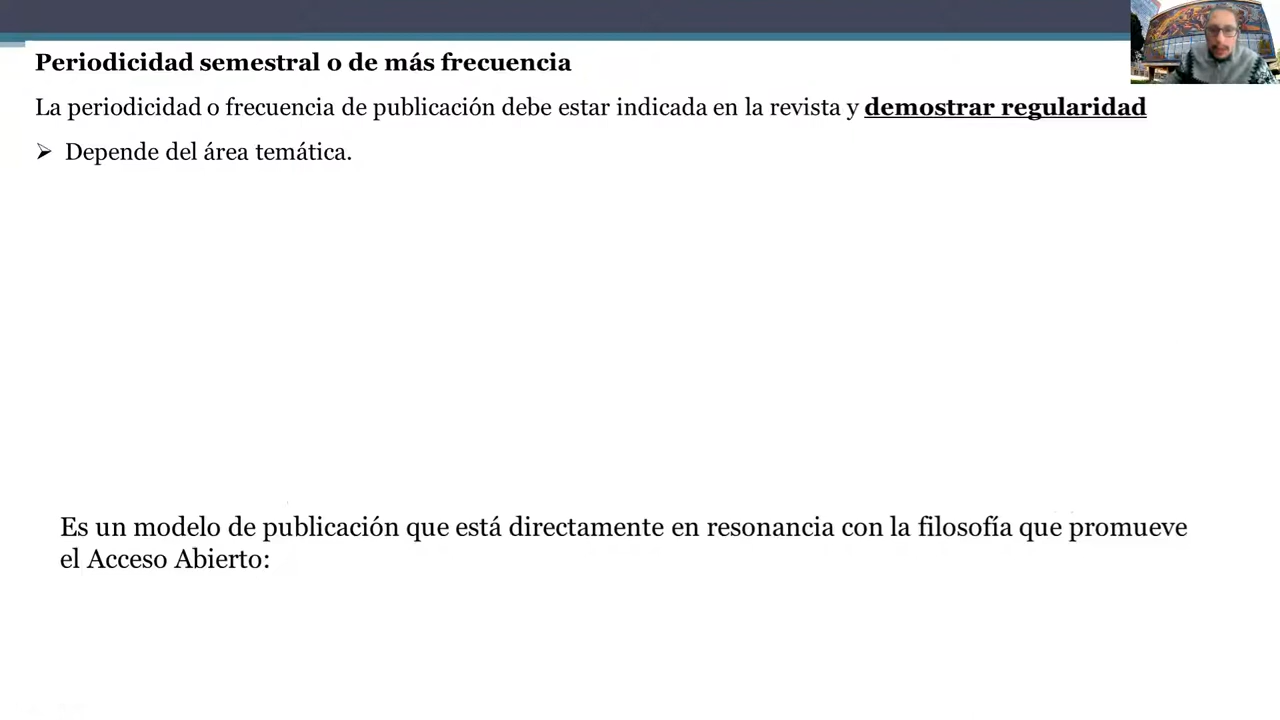 Periodicidad semestral o de más frecuencia
La periodicidad o frecuencia de publicación debe estar indicada en la revista y demostrar regularidad
➢ Depende del área temática.
Es un modelo de publicación que está directamente en resonancia con la filosofía que promueve
el Acceso Abierto: